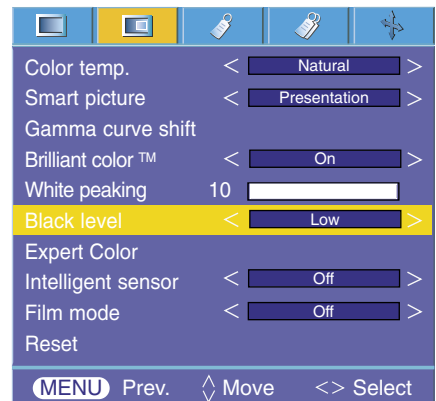 Color temp. < Natural >
Smart picture < Presentation >
Gamma curve shift
Brilliant color ™ < On >
White peaking 10
Black level < Low >
Expert Color
Intelligent sensor < Off >
Film mode < Off >
Reset
MENU Prev. Move <> Select